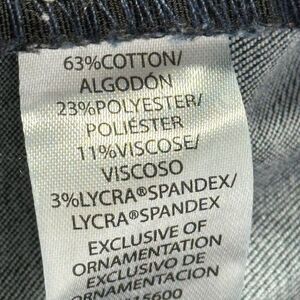 63%COTTON/
ALGODÓN
23%POLYESTER/
POLIÉSTER
11%VISCOSE/
VISCOSO
3%LYCRA®SPANDEX/
LYCRA®SPANDEX
EXCLUSIVE OF
ORNAMENTATION
EXCLUSIVO DE
ORNAMENTACION
15600